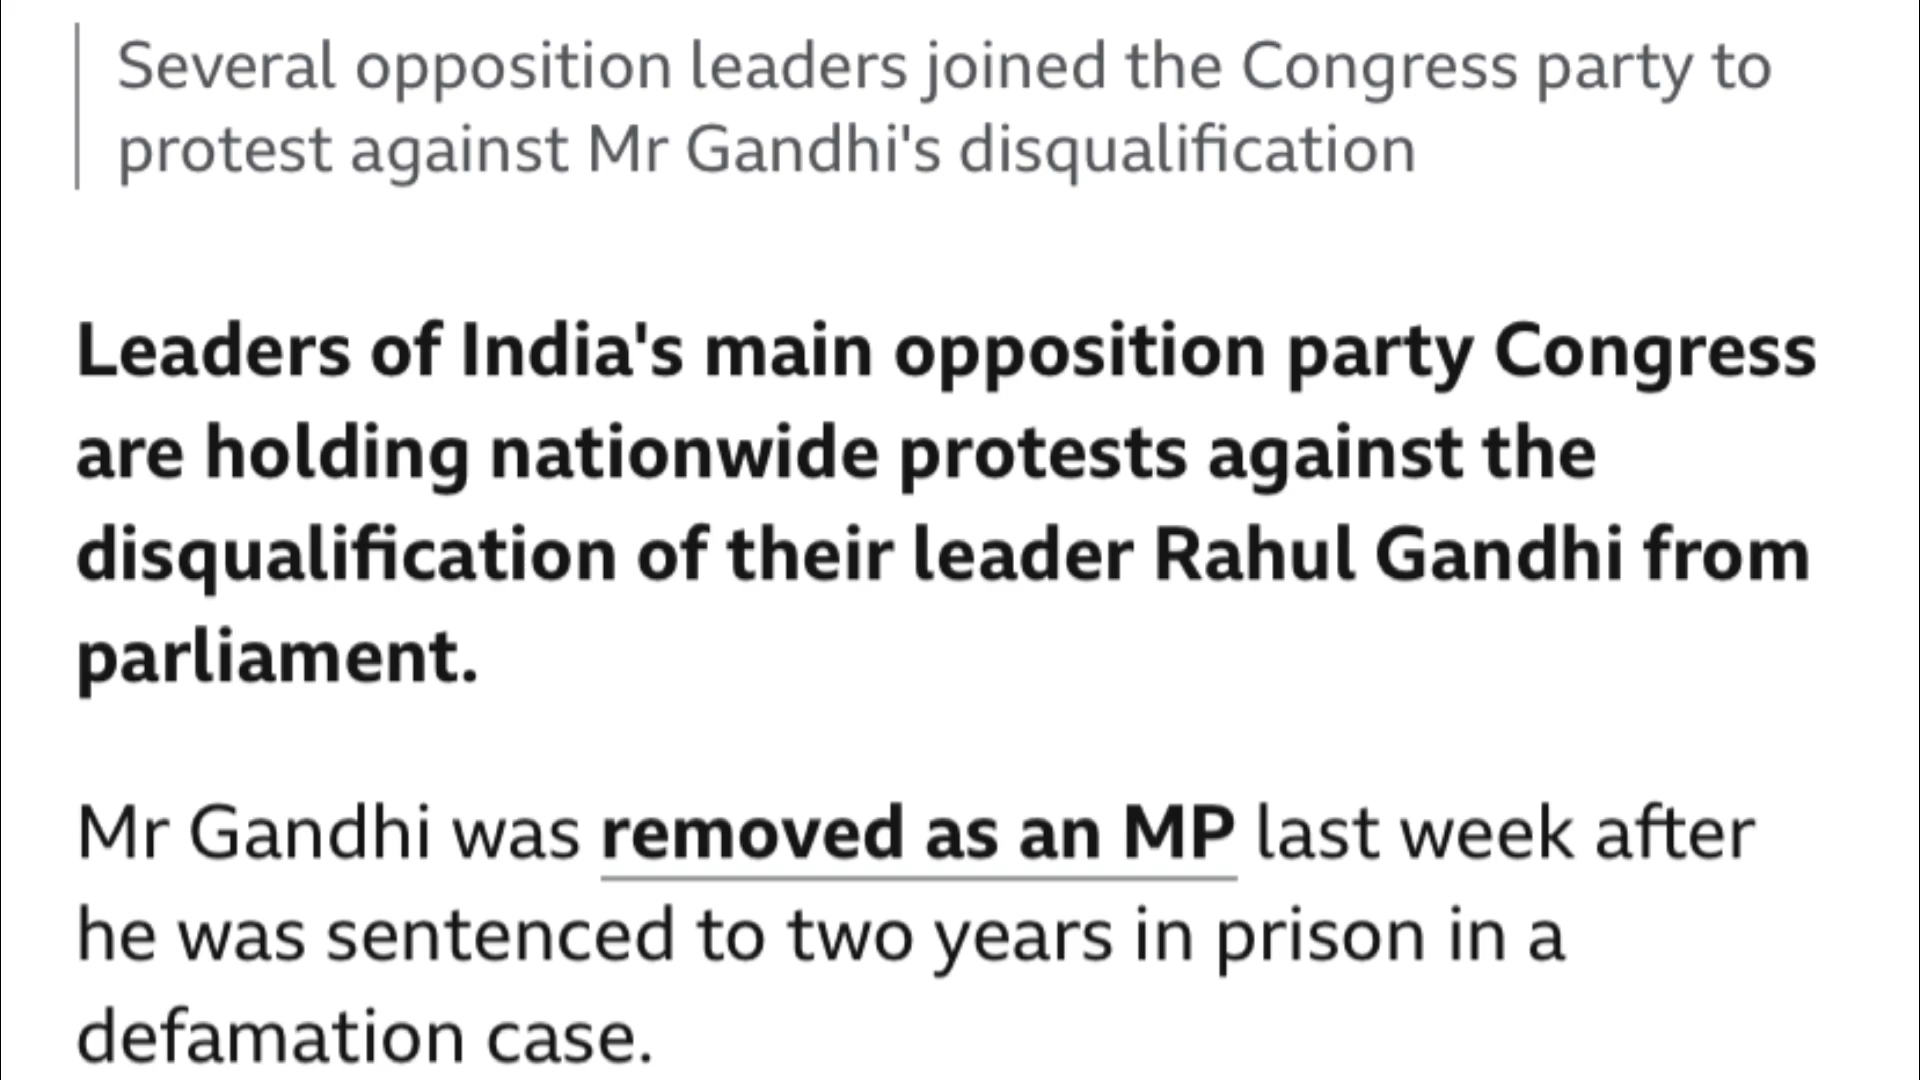 Several opposition leaders joined the Congress party to
protest against Mr Gandhi's disqualification
Leaders of India's main opposition party Congress
are holding nationwide protests against the
disqualification of their leader Rahul Gandhi from
parliament.
Mr Gandhi was removed as an MP last week after
he was sentenced to two years in prison in a
defamation case.